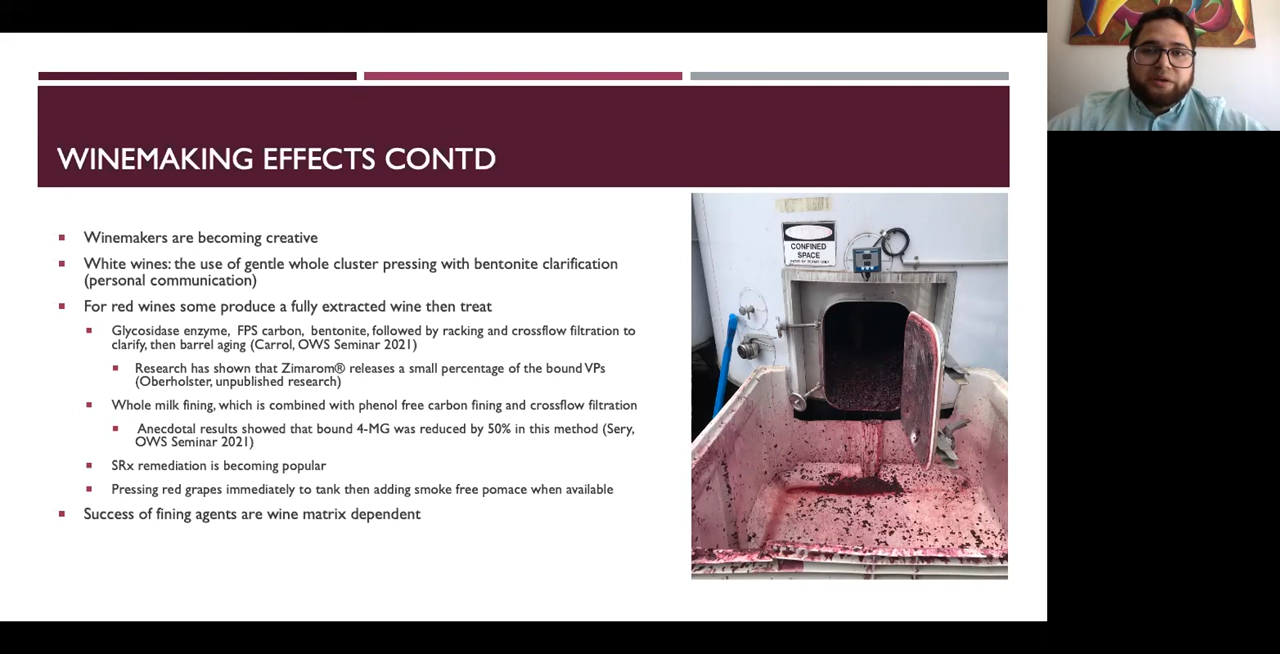 WINEMAKING EFFECTS CONTD
Winemakers are becoming creative
White wines: the use of gentle whole cluster pressing with bentonite clarification
(personal communication)
For red wines some produce a fully extracted wine then treat
Glycosidase enzyme, FPS carbon, bentonite, followed by racking and crossflow filtration to
clarify, then barrel aging (Carrol, OWS Seminar 2021)
Research has shown that Zimarom® releases a small percentage of the bound VPs
(Oberholster, unpublished research)
Whole milk fining, which is combined with phenol free carbon fining and crossflow filtration
Anecdotal results showed that bound 4-MG was reduced by 50% in this method (Sery,
OWS Seminar 2021)
SRx remediation is becoming popular
Pressing red grapes immediately to tank then adding smoke free pomace when available
Success of fining agents are wine matrix dependent
CONFINED
SPACE